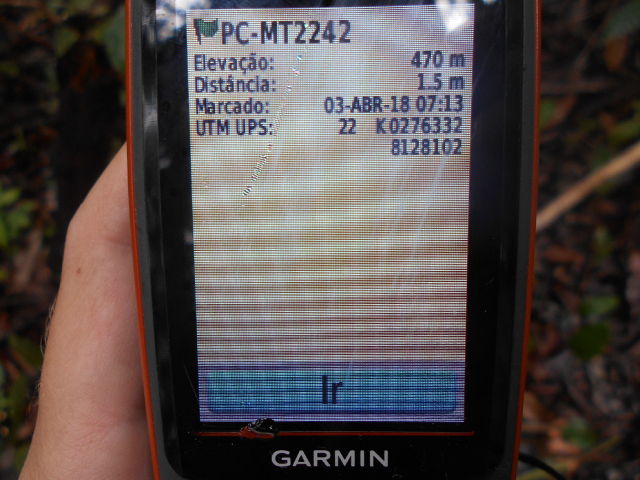 PC-MT2242
Elevação: 470 m
Distância: 1.5 m
Marcado: 03-ABR-18 07:13
UTM UPS: 22 K0276332
8128102
Ir
GARMIN